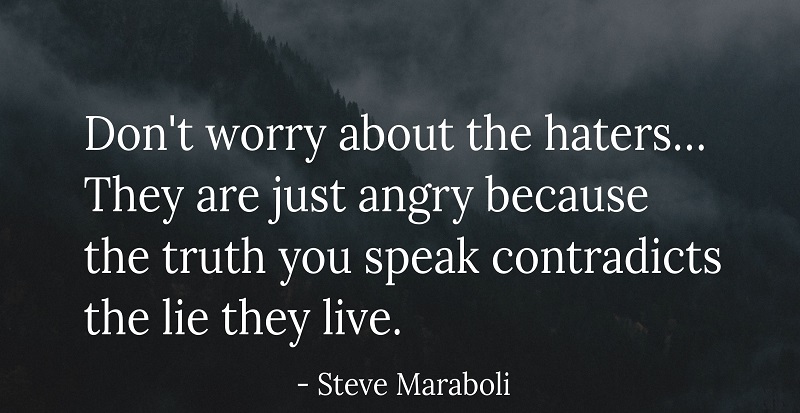 Don't worry about the haters...
They are just angry because
the truth you speak contradicts
the lie they live.
- Steve Maraboli